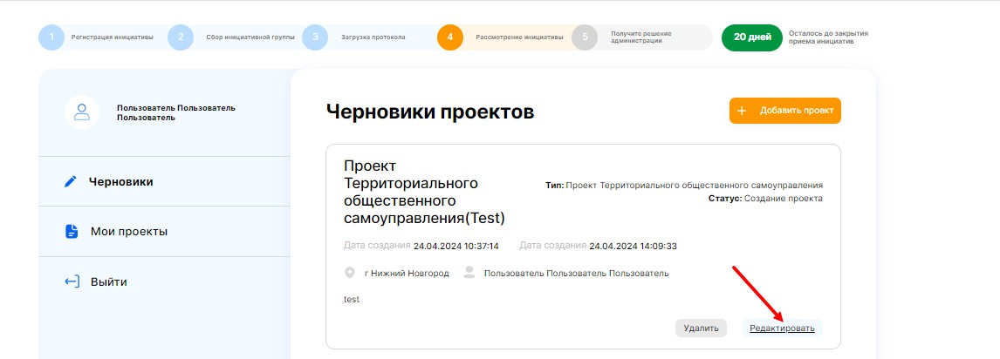 1 Регистрация инициативы 2 Сбор инициативной группы 3 Загрузка протокола 4 Рассмотрение инициативы 5 Получите решение администрации 20 дней Осталось до закрытия приема инициатив
Пользователь Пользователь
Пользователь
Черновики
Мои проекты
Выйти
Черновики проектов
+ Добавить проект
Проект
Территориального
общественного
самоуправления(Test)
Тип: Проект Территориального общественного самоуправления
Статус: Создание проекта
Дата создания 24.04.2024 10:37:14 Дата создания 24.04.2024 14:09:33
г Нижний Новгород Пользователь Пользователь Пользователь
test
Удалить Редактировать